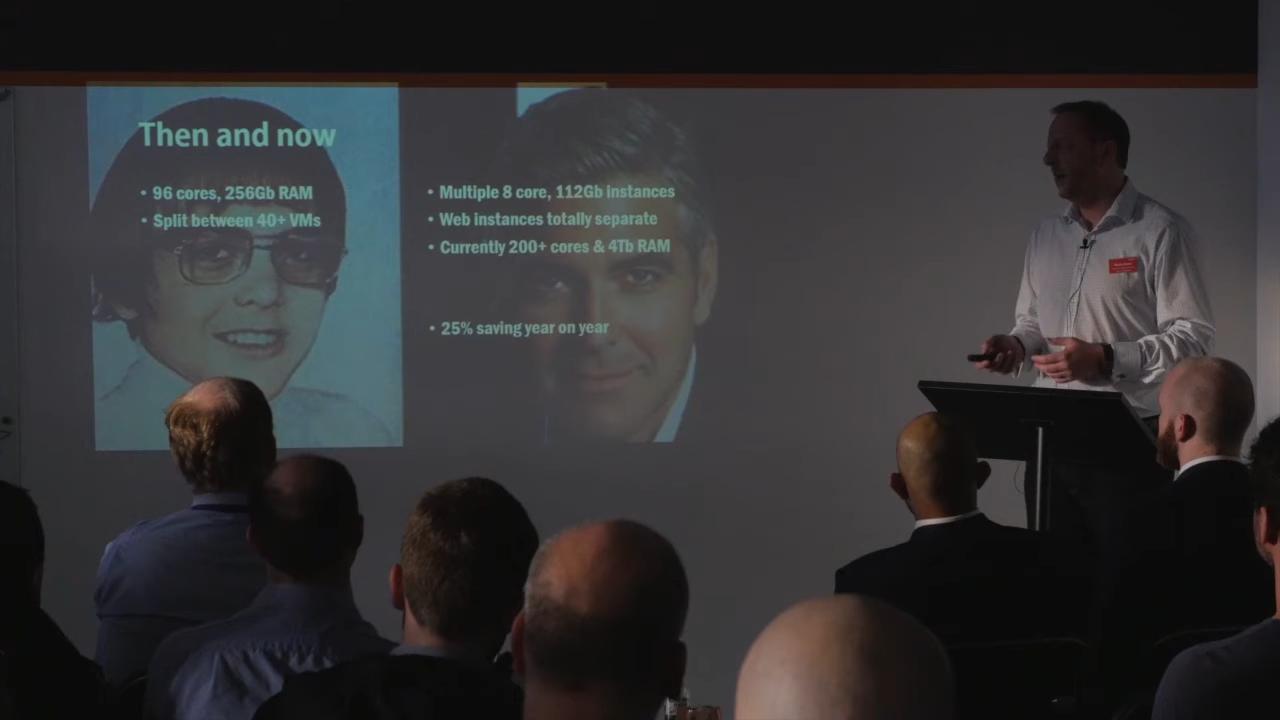 Then and now
• 96 cores, 256Gb RAM
• Split between 40+ VMs
• Multiple 8 core, 112Gb instances
• Web instances totally separate
• Currently 200+ cores & 4Tb RAM
• 25% saving year on year